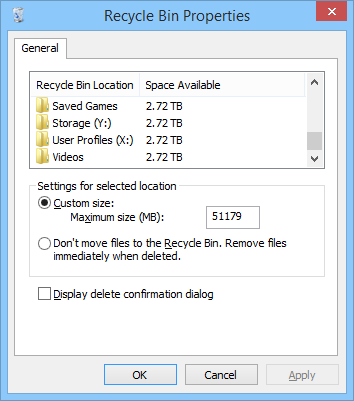 Recycle Bin Properties
General
Recycle Bin Location Space Available
Saved Games 2.72 TB
Storage (Y:) 2.72 TB
User Profiles (X:) 2.72 TB
Videos 2.72 TB
Settings for selected location
Custom size:
Maximum size (MB): 51179
Don't move files to the Recycle Bin. Remove files
immediately when deleted.
Display delete confirmation dialog
OK Cancel Apply